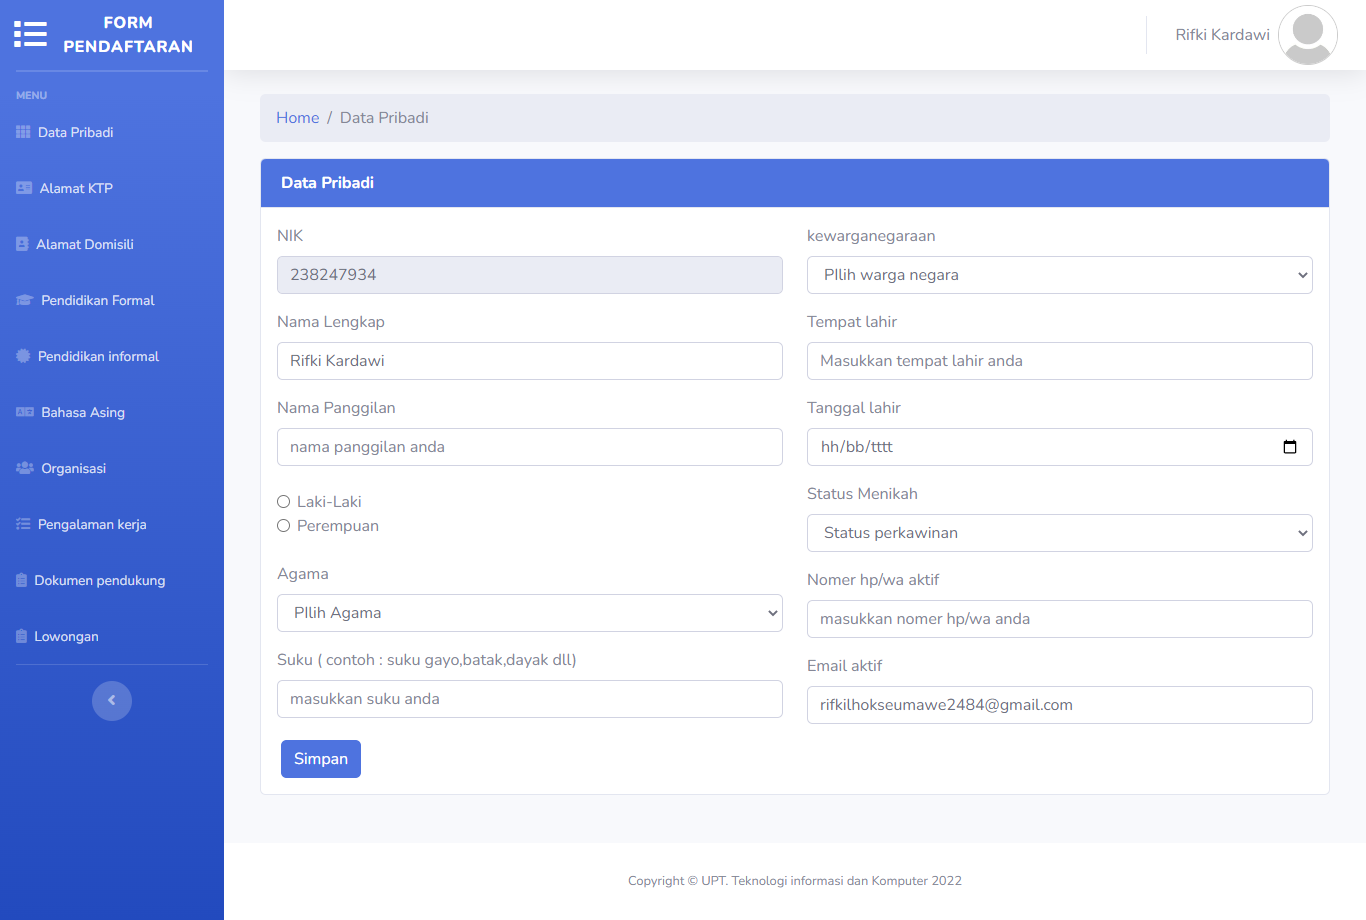 FORM
PENDAFTARAN
MENU
Data Pribadi
Alamat KTP
Alamat Domisili
Pendidikan Formal
Pendidikan informal
Bahasa Asing
Organisasi
Pengalaman kerja
Dokumen pendukung
Lowongan
Rifki Kardawi
Home / Data Pribadi
Data Pribadi
NIK
238247934
Nama Lengkap
Rifki Kardawi
Nama Panggilan
nama panggilan anda
Laki-Laki
Perempuan
Agama
PIlih Agama
Suku ( contoh : suku gayo,batak,dayak dll)
masukkan suku anda
Simpan
kewarganegaraan
PIlih warga negara
Tempat lahir
Masukkan tempat lahir anda
Tanggal lahir
hh/bb/tttt
Status Menikah
Status perkawinan
Nomer hp/wa aktif
masukkan nomer hp/wa anda
Email aktif
rifkilhokseumawe2484@gmail.com
Copyright © UPT. Teknologi informasi dan Komputer 2022